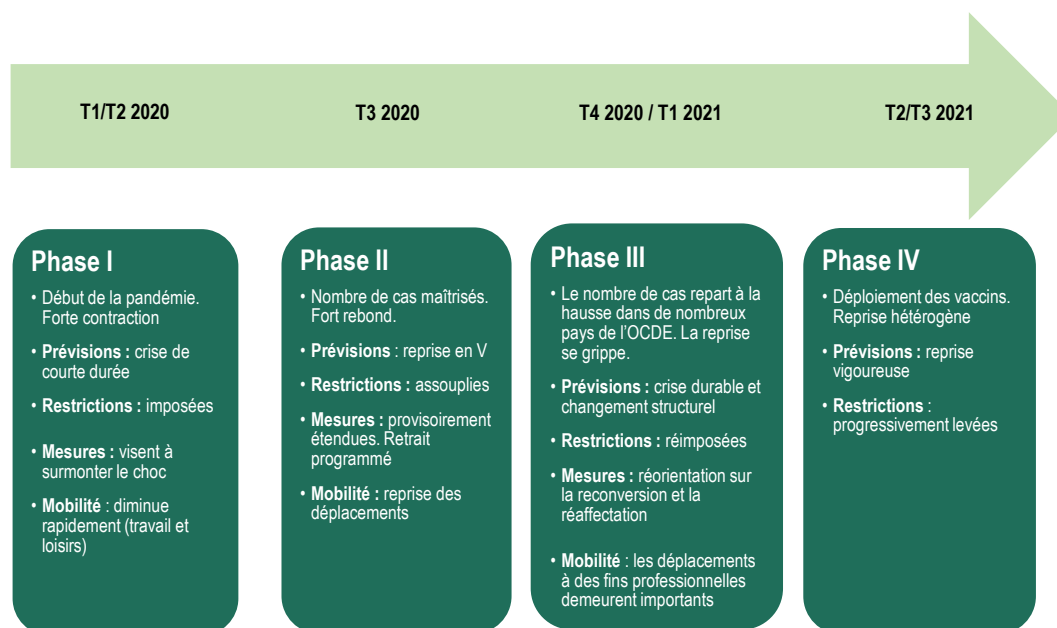 T1/T2 2020
T3 2020
T4 2020 / T1 2021
T2/T3 2021
Phase I
• Début de la pandémie.
Forte contraction
• Prévisions : crise de
courte durée
• Restrictions : imposées
• Mesures : visent à
surmonter le choc
• Mobilité : diminue
rapidement (travail et
loisirs)
Phase II
• Nombre de cas maîtrisés.
Fort rebond.
• Prévisions : reprise en V
• Restrictions : assouplies
• Mesures : provisoirement
étendues. Retrait
programmé
• Mobilité : reprise des
déplacements
Phase III
• Le nombre de cas repart à la
hausse dans de nombreux
pays de l'OCDE. La reprise
se grippe.
• Prévisions : crise durable et
changement structurel
• Restrictions : réimposées
• Mesures : réorientation sur
la reconversion et la
réaffectation
• Mobilité : les déplacements
à des fins professionnelles
demeurent importants
Phase IV
• Déploiement des vaccins.
Reprise hétérogène
• Prévisions : reprise
vigoureuse
• Restrictions :
progressivement levées